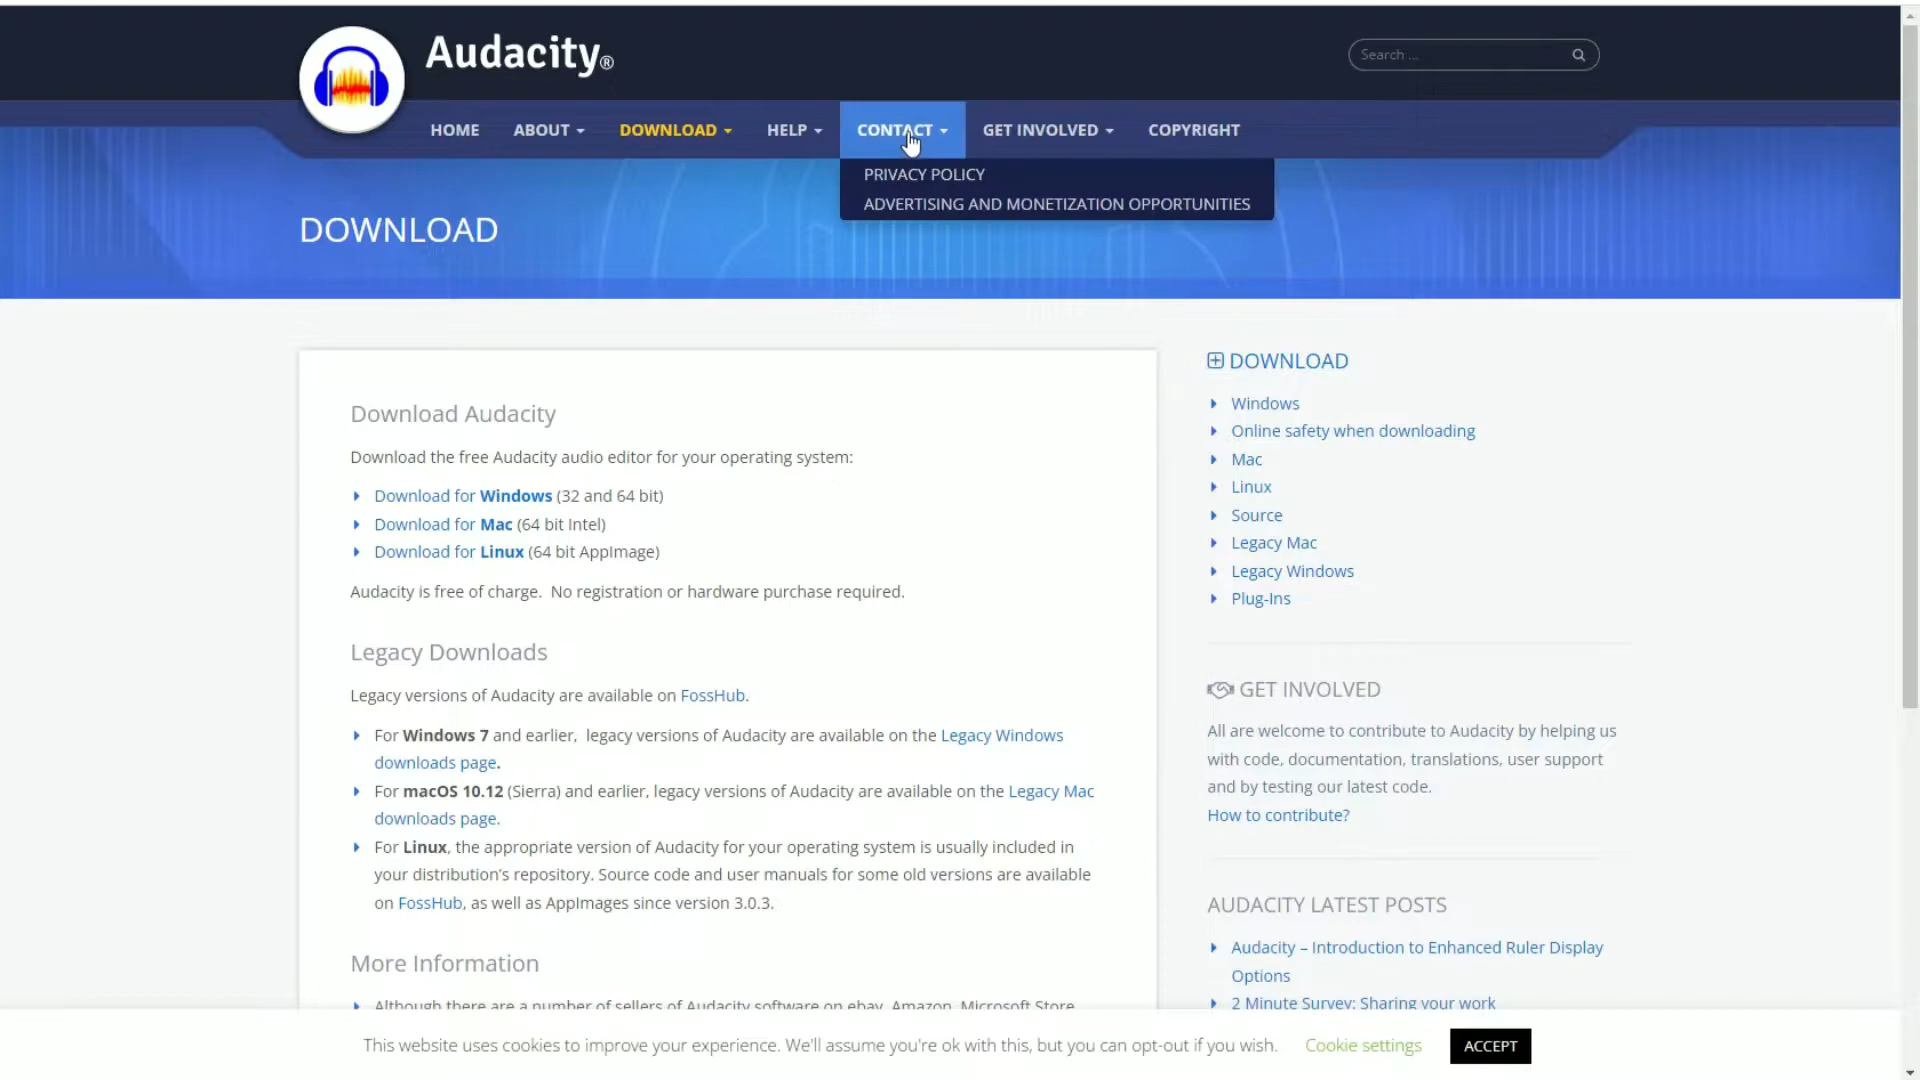 Audacity®
Search ...
HOME ABOUT DOWNLOAD HELP CONTACT GET INVOLVED COPYRIGHT
PRIVACY POLICY
ADVERTISING AND MONETIZATION OPPORTUNITIES
DOWNLOAD
Download Audacity
Download the free Audacity audio editor for your operating system:
Download for Windows (32 and 64 bit)
Download for Mac (64 bit Intel)
Download for Linux (64 bit AppImage)
Audacity is free of charge. No registration or hardware purchase required.
Legacy Downloads
Legacy versions of Audacity are available on FossHub.
For Windows 7 and earlier, legacy versions of Audacity are available on the Legacy Windows
downloads page.
For macOS 10.12 (Sierra) and earlier, legacy versions of Audacity are available on the Legacy Mac
downloads page.
For Linux, the appropriate version of Audacity for your operating system is usually included in
your distribution's repository. Source code and user manuals for some old versions are available
on FossHub, as well as AppImages since version 3.0.3.
More Information
Although there are a number of sellers of Audacity software on ebay, Amazon, Microsoft Store
DOWNLOAD
Windows
Online safety when downloading
Mac
Linux
Source
Legacy Mac
Legacy Windows
Plug-Ins
GET INVOLVED
All are welcome to contribute to Audacity by helping us
with code, documentation, translations, user support
and by testing our latest code.
How to contribute?
AUDACITY LATEST POSTS
Audacity – Introduction to Enhanced Ruler Display
Options
2 Minute Survey: Sharing your work
This website uses cookies to improve your experience. We'll assume you're ok with this, but you can opt-out if you wish. Cookie settings ACCEPT